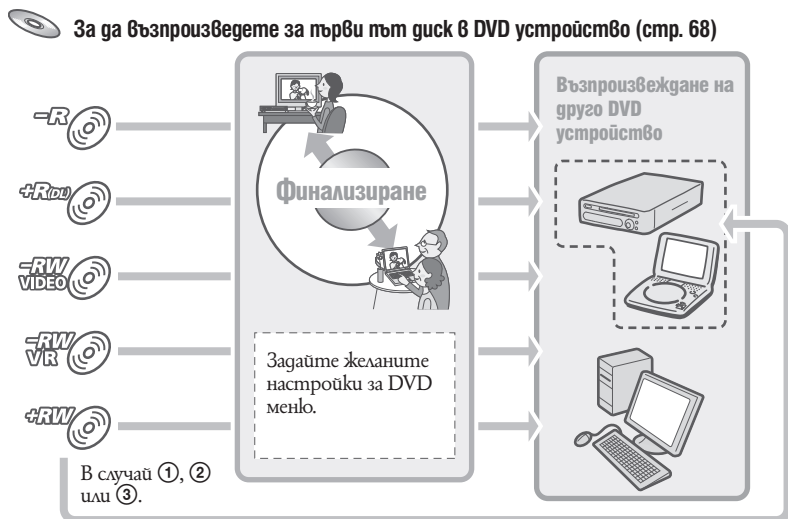 За да възпроизведете за първи път диск в DVD устройство (стр. 68)
-R
+R(DL)
-RW
VIDEO
-RW
VR
+RW
Финализиране
Задайте желаните
настройки за DVD
меню.
Възпроизвеждане на
друго DVD
устройство
В случай ①, ②
или ③.